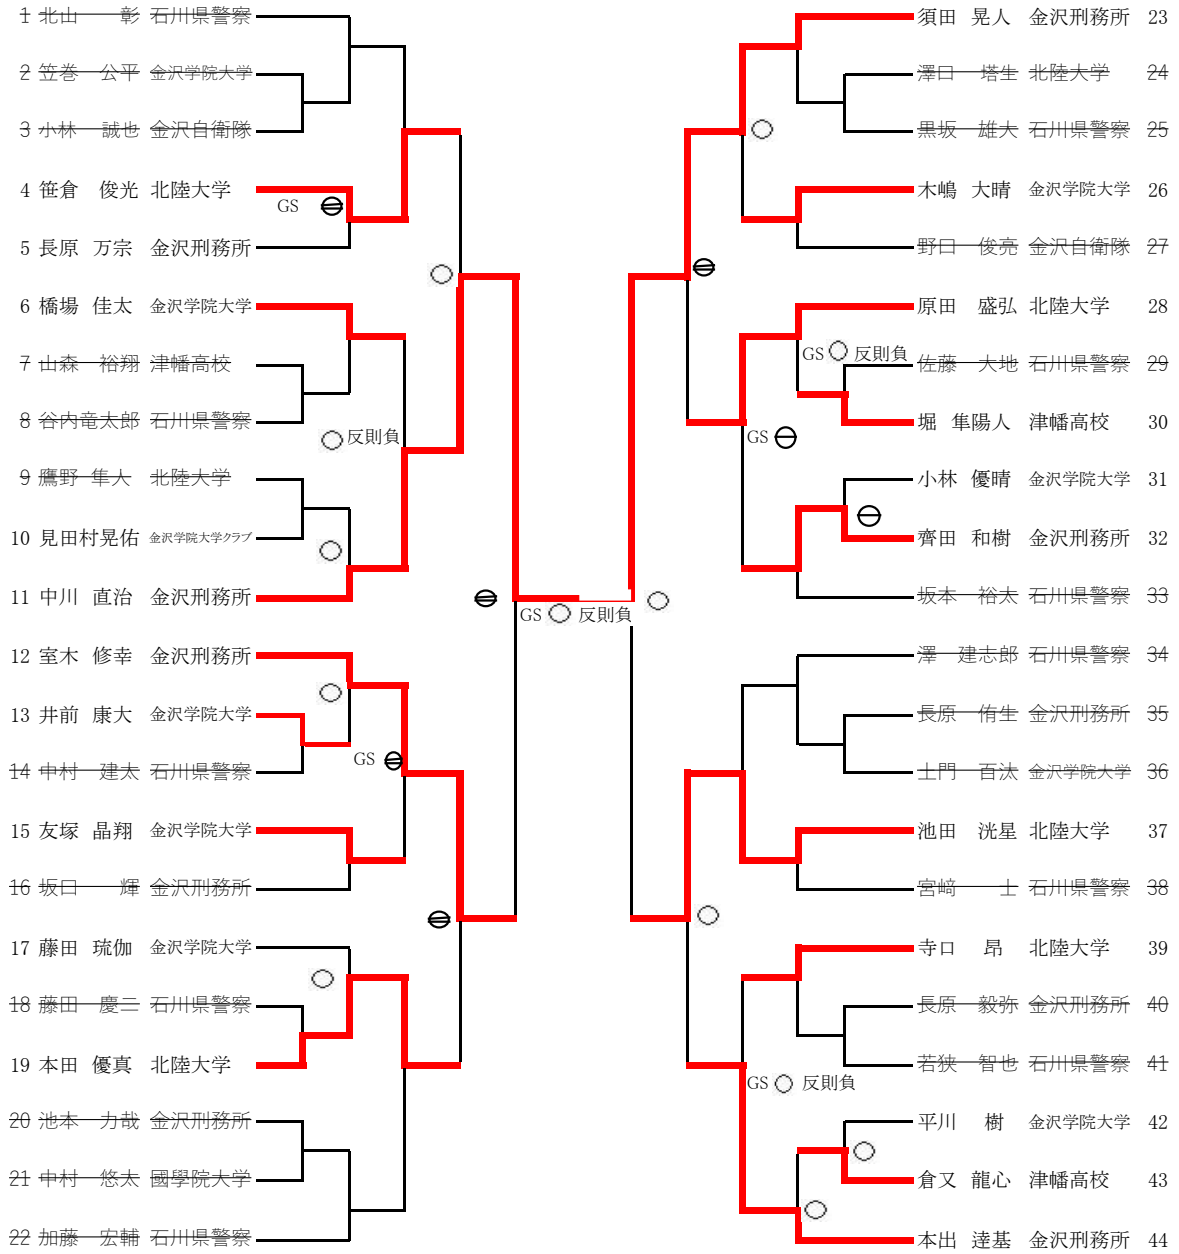 1 北山 彰 石川県警察
2 笠巻 公平 金沢学院大学
3 小林 誠也 金沢自衛隊
4 笹倉 俊光 北陸大学
GS
5 長原 万宗 金沢刑務所
6 橋場 佳太 金沢学院大学
7 山森 裕翔 津幡高校
8 谷内竜太郎 石川県警察
反則負
9 鷹野 隼人 北陸大学
10 見田村晃佑 金沢学院大学クラブ
11 中川 直治 金沢刑務所
12 室木 修幸 金沢刑務所
13 井前 康大 金沢学院大学
GS
14 中村 建太 石川県警察
15 友塚 晶翔 金沢学院大学
16 坂口 輝 金沢刑務所
17 藤田 琉伽 金沢学院大学
18 藤田 慶二 石川県警察
19 本田 優真 北陸大学
20 池本 力哉 金沢刑務所
21 中村 悠太 國學院大学
22 加藤 宏輔 石川県警察
GS 反則負
須田 晃人 金沢刑務所 23
澤口 塔生 北陸大学 24
黒坂 雄大 石川県警察 25
木嶋 大晴 金沢学院大学 26
野口 俊亮 金沢自衛隊 27
原田 盛弘 北陸大学 28
GS 反則負
佐藤 大地 石川県警察 29
堀 隼陽人 津幡高校 30
GS
小林 優晴 金沢学院大学 31
齊田 和樹 金沢刑務所 32
坂本 裕太 石川県警察 33
澤 建志郎 石川県警察 34
長原 侑生 金沢刑務所 35
土門 百汰 金沢学院大学 36
池田 洸星 北陸大学 37
宮﨑 士 石川県警察 38
寺口 昂 北陸大学 39
長原 毅弥 金沢刑務所 40
若狭 智也 石川県警察 41
GS 反則負
平川 樹 金沢学院大学 42
倉又 龍心 津幡高校 43
本出 達基 金沢刑務所 44